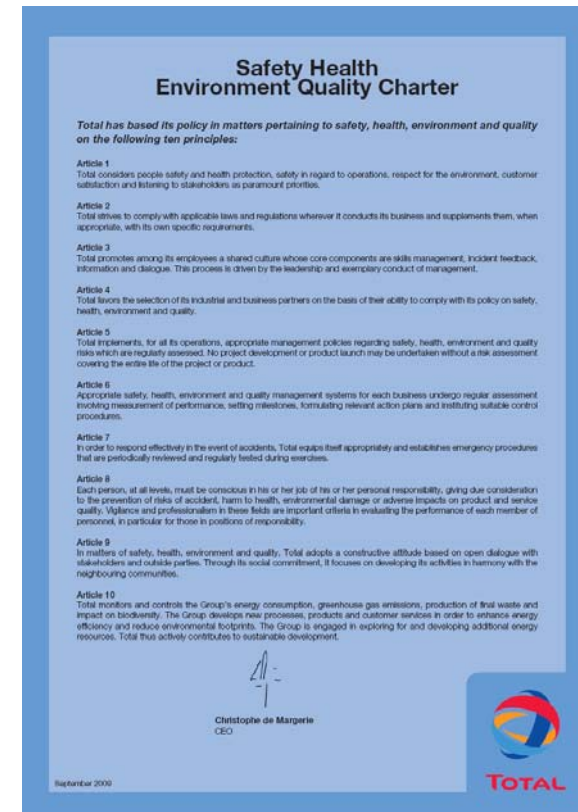 Safety Health
Environment Quality Charter
Total has based its policy in matters pertaining to safety, health, environment and quality
on the following ten principles:
Article 1
Total considers people safety and health protection, safety in regard to operations, respect for the environment, customer
satisfaction and listening to stakeholders as paramount priorities.
Article 2
Total strives to comply with applicable laws and regulations wherever it conducts its business and supplements them, when
appropriate, with its own specific requirements.
Article 3
Total promotes among its employees a shared culture whose core components are skills management, incident feedback,
information and dialogue. This process is driven by the leadership and exemplary conduct of management.
Article 4
Total favors the selection of its industrial and business partners on the basis of their ability to comply with its policy on safety,
health, environment and quality.
Article 5
Total implements, for all its operations, appropriate management policies regarding safety, health, environment and quality
risks which are regularly assessed. No project development or product launch may be undertaken without a risk assessment
covering the entire life of the project or product.
Article 6
Appropriate safety, health, environment and quality management systems for each business undergo regular assessment
involving measurement of performance, setting milestones, formulating relevant action plans and instituting suitable control
procedures.
Article 7
In order to respond effectively in the event of accidents, Total equips itself appropriately and establishes emergency procedures
that are periodically reviewed and regularly tested during exercises.
Article 8
Each person, at all levels, must be conscious in his or her job of his or her personal responsibility, giving due consideration
to the prevention of risks of accident, harm to health, environmental damage or adverse impacts on product and service
quality. Vigilance and professionalism in these fields are important criteria in evaluating the performance of each member of
personnel, in particular for those in positions of responsibility.
Article 9
In matters of safety, health, environment and quality, Total adopts a constructive attitude based on open dialogue with
stakeholders and outside parties. Through its social commitment, it focuses on developing its activities in harmony with the
neighbouring communities.
Article 10
Total monitors and controls the Group's energy consumption, greenhouse gas emissions, production of final waste and
impact on biodiversity. The Group develops new processes, products and customer services in order to enhance energy
efficiency and reduce environmental footprints. The Group is engaged in exploring for and developing additional energy
resources. Total thus actively contributes to sustainable development.
Christophe de Margerie
CEO
September 2009
TOTAL